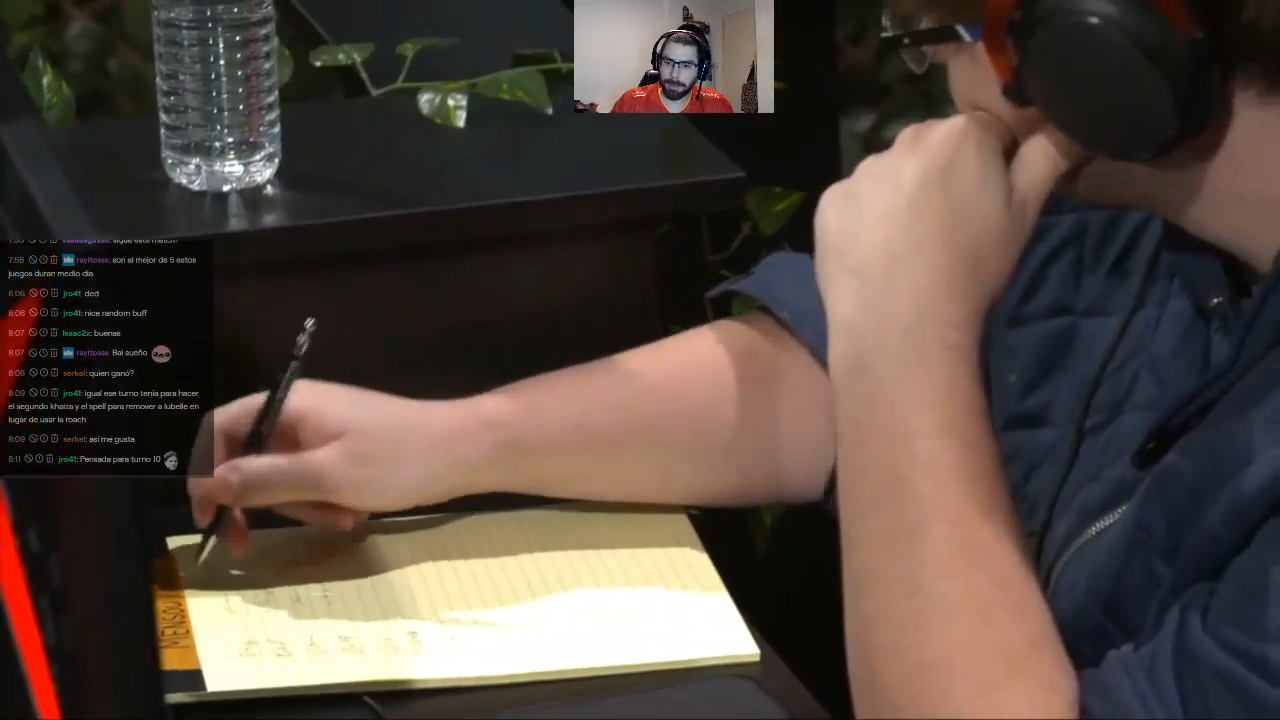 7:56 rayitosss: son al mejor de 5 estos
juegos duran medio dia
8:06 jro41: ded
8:06 jro41: nice random buff
8:07 Isaac2x: buenas
8:07 rayitosss: Bai sueño
8:08 serkel: quien ganó?
8:09 jro41: igual ese turno tenia para hacer
el segundo khaiza y el spell para remover a lubelle en
lugar de usar la roach
8:09 serkel: asi me gusta
8:11 jro41: Pensada para turno 10
MENSOU